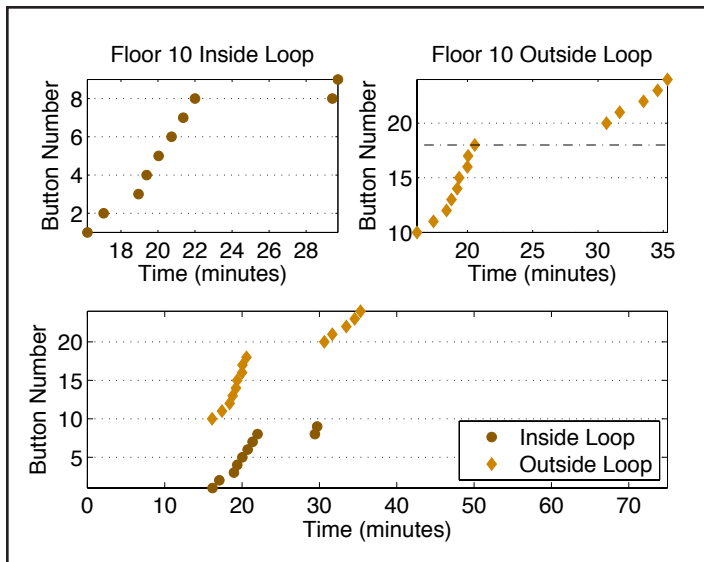 Floor 10 Inside Loop
Button Number
8
6
4
2
18 20 22 24 26 28
Time (minutes)
Floor 10 Outside Loop
Button Number
20
15
10
20 25 30 35
Time (minutes)
Button Number
20
15
10
5
0 10 20 30 40 50 60 70
Time (minutes)
Inside Loop
Outside Loop